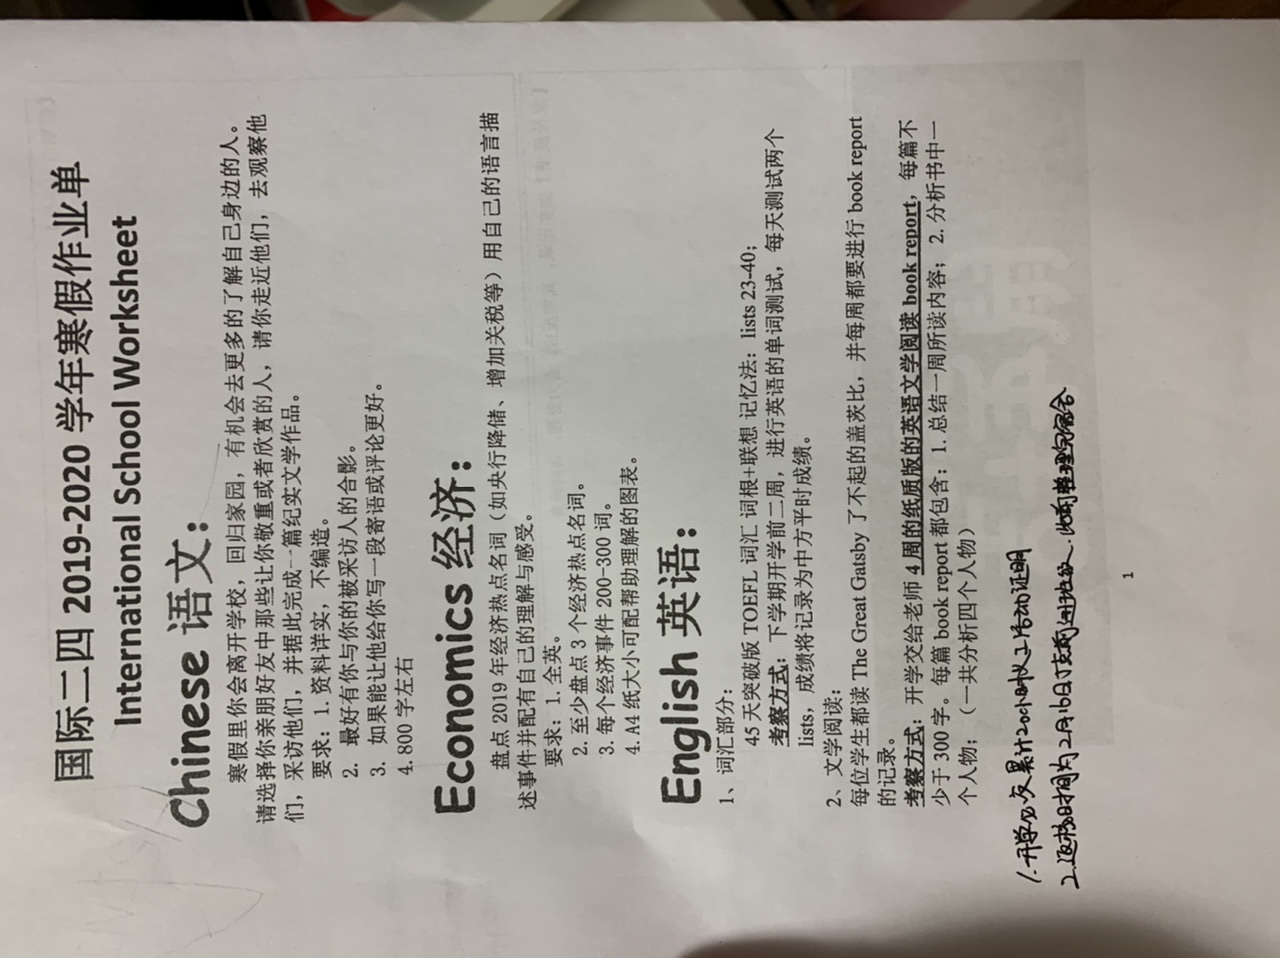 国际二四 2019-2020 学年寒假作业单
International School Worksheet
Chinese 语文：
寒假里你会离开学校，回归家园，有机会去更多的了解自己身边的人。
请选择你亲朋好友中那些让你敬重或者欣赏的人，请你走近他们，去观察他
们，采访他们，并据此完成一篇纪实文学作品。
要求：1. 资料详实，不编造。
2. 最好有你与你的被采访人的合影。
3. 如果能让他给你写一段寄语或评论更好。
4. 800 字左右
Economics 经济：
盘点 2019 年经济热点名词（如央行降储、增加关税等）用自己的语言描
述事件并配有自己的理解与感受。
要求：1. 全英。
2. 至少盘点 3 个经济热点名词。
3. 每个经济事件 200-300 词。
4. A4 纸大小可配帮助理解的图表。
English 英语：
1、词汇部分：
45 天突破版 TOEFL 词汇 词根+联想 记忆法：lists 23-40；
考察方式：下学期开学前二周，进行英语的单词测试，每天测试两个
lists，成绩将记录为中方平时成绩。
2、文学阅读：
每位学生都读 The Great Gatsby 了不起的盖茨比，并每周都要进行 book report
的记录。
考察方式：开学交给老师 4 周的纸质版的英语文学阅读 book report，每篇不
少于 300 字。每篇 book report 都包含：1. 总结一周所读内容；2. 分析书中一
个人物；（一共分析四个人物）
1. 开学必交累计20小时以上活动证明
2. 返校时间为2月10日
1